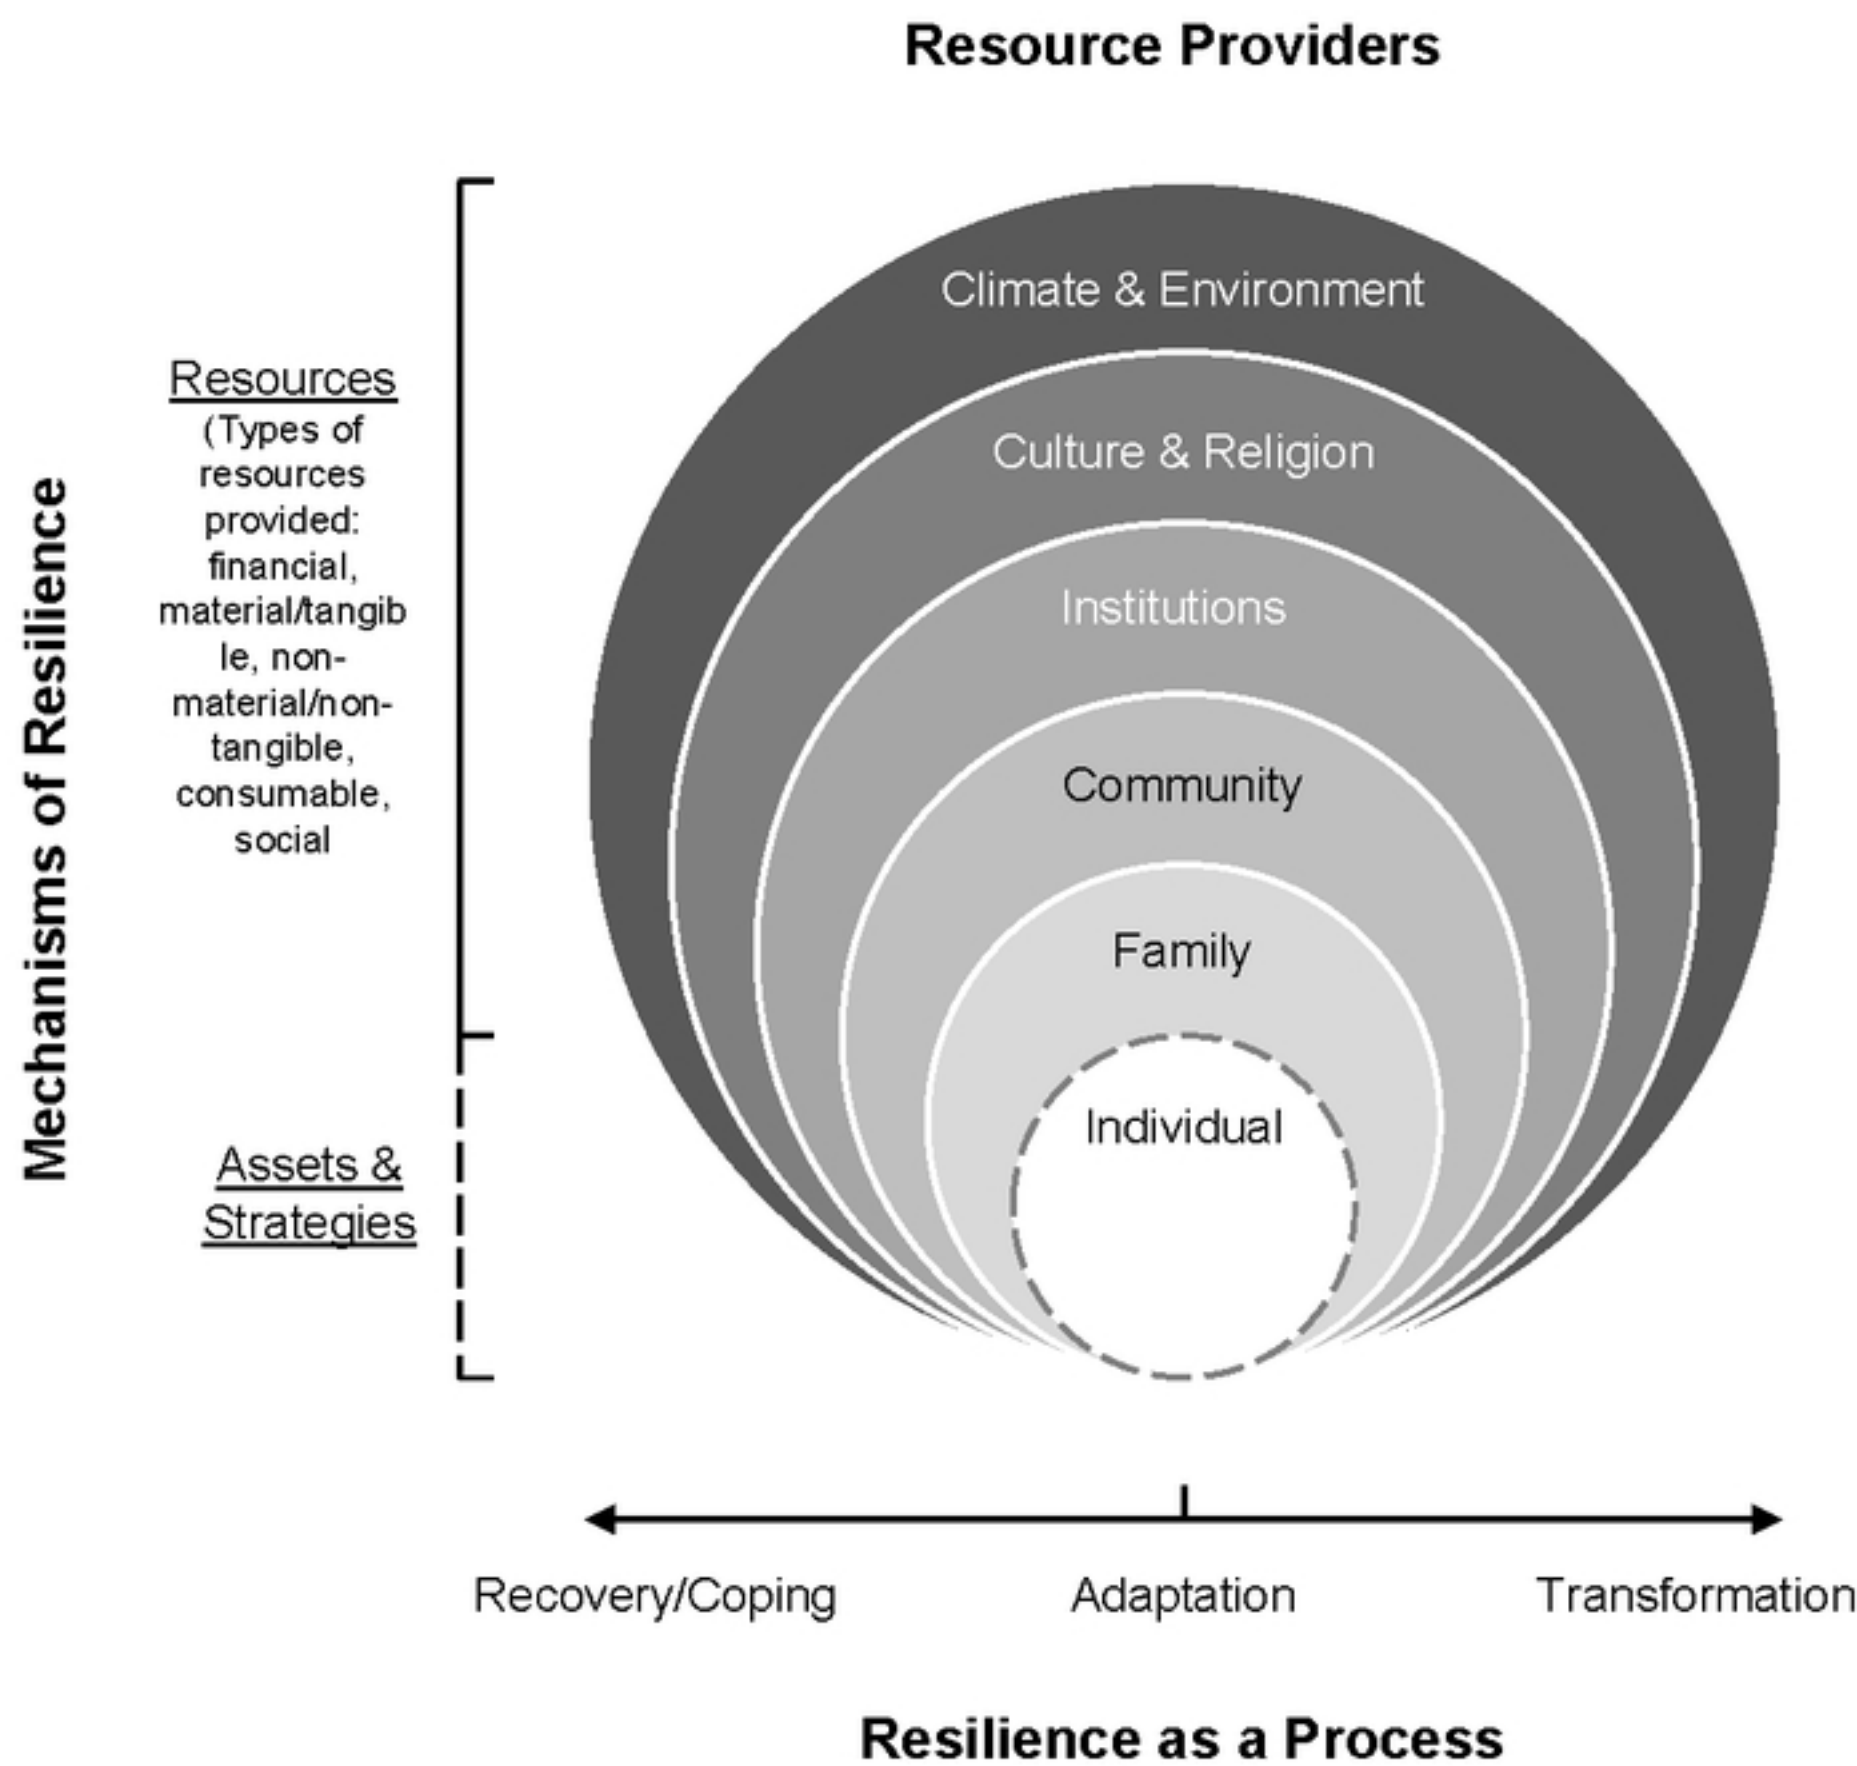 Resource Providers
Mechanisms of Resilience
Resources
(Types of
resources
provided:
financial,
material/tangib
le, non-
material/non-
tangible,
consumable,
social
Assets &
Strategies
Climate & Environment
Culture & Religion
Institutions
Community
Family
Individual
Recovery/Coping
Adaptation
Transformation
Resilience as a Process